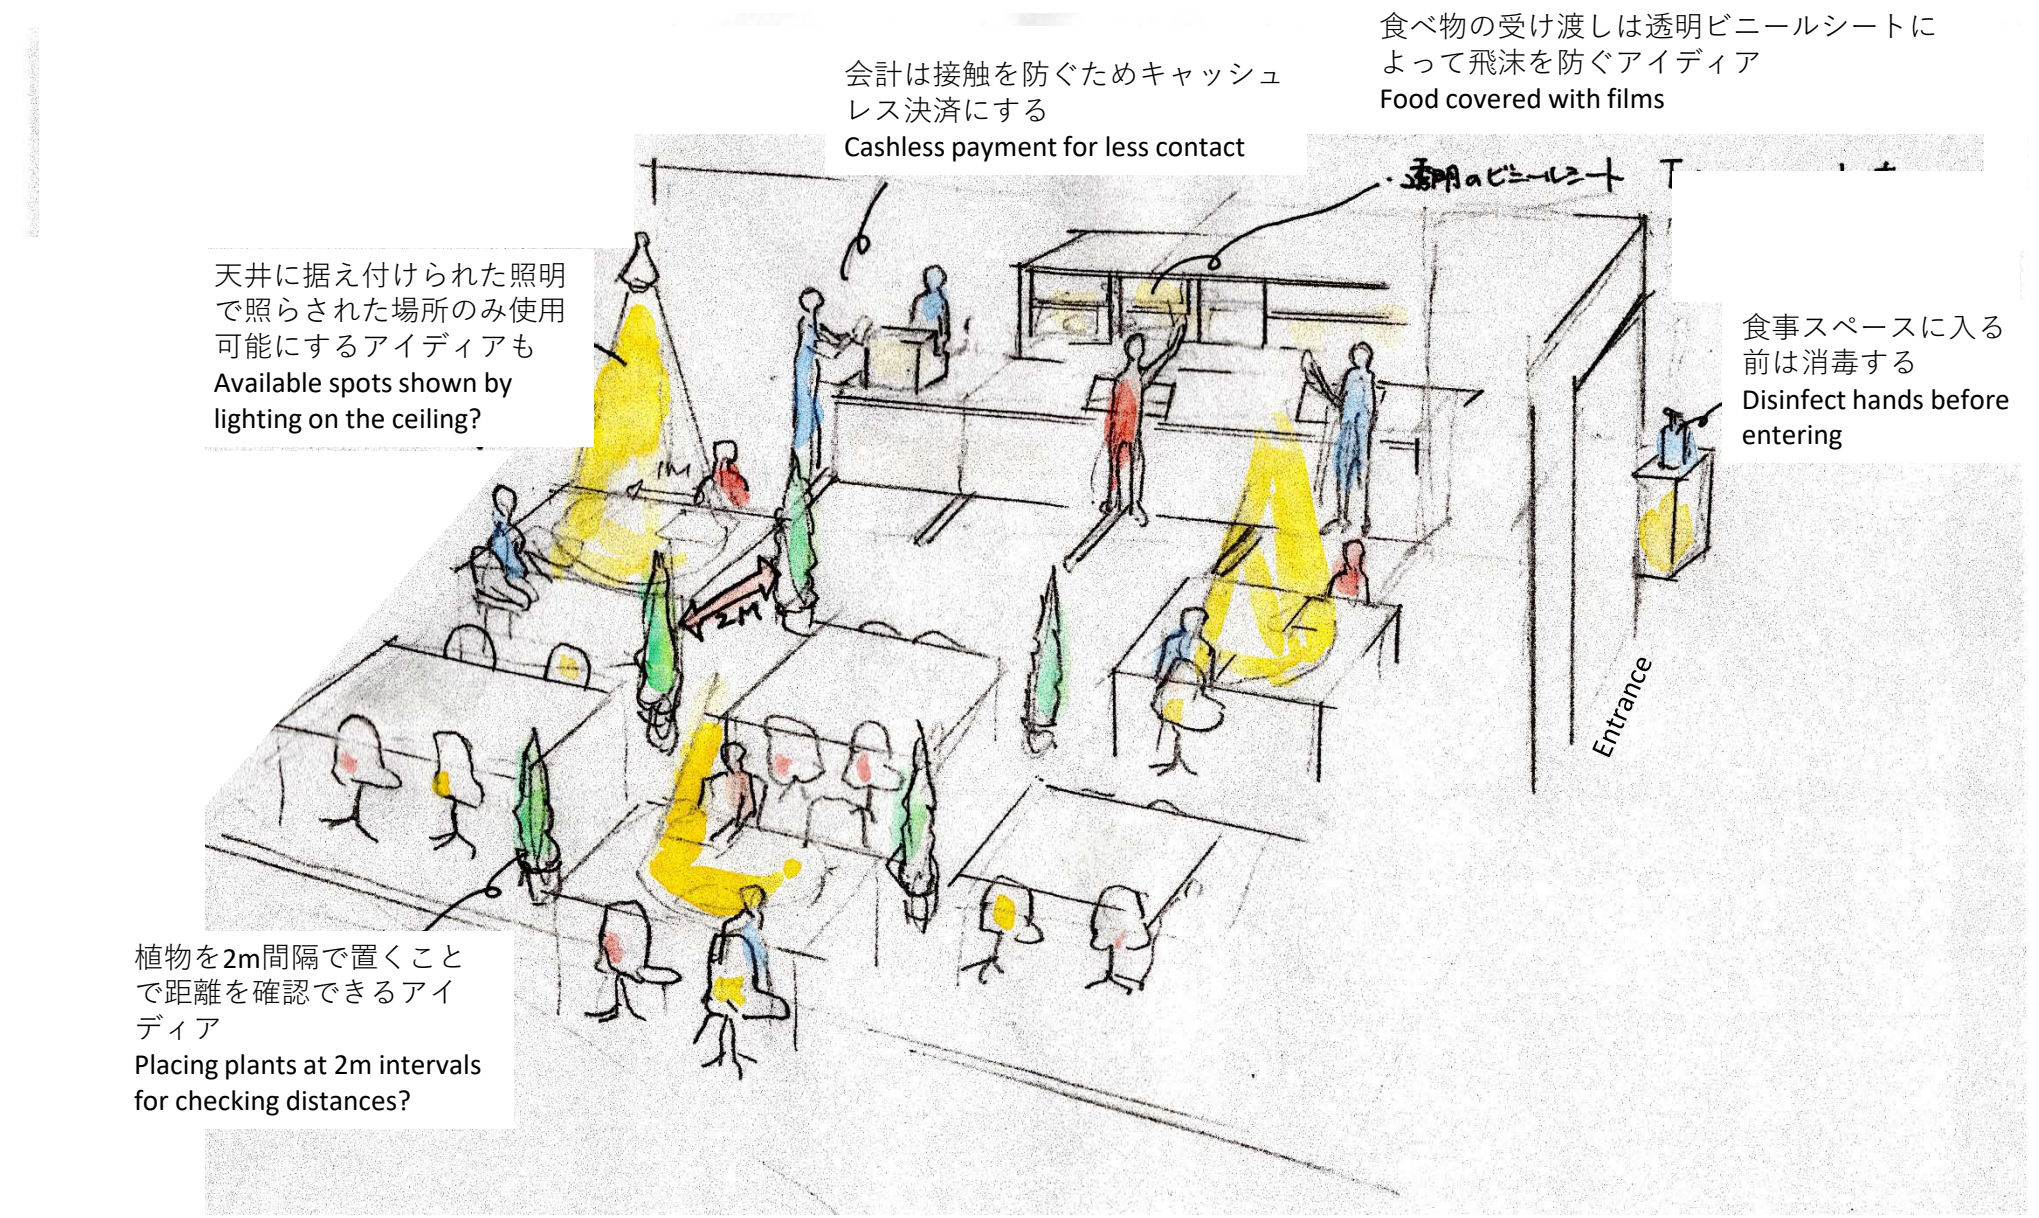 食べ物の受け渡しは透明ビニールシートに
よって飛沫を防ぐアイディア
Food covered with films
会計は接触を防ぐためキャッシュ
レス決済にする
Cashless payment for less contact
・透明のビニールシート
天井に据え付けられた照明
で照らされた場所のみ使用
可能にするアイディアも
Available spots shown by
lighting on the ceiling?
食事スペースに入る
前は消毒する
Disinfect hands before
entering
1M
2M
Entrance
植物を2m間隔で置くこと
で距離を確認できるアイ
ディア
Placing plants at 2m intervals
for checking distances?